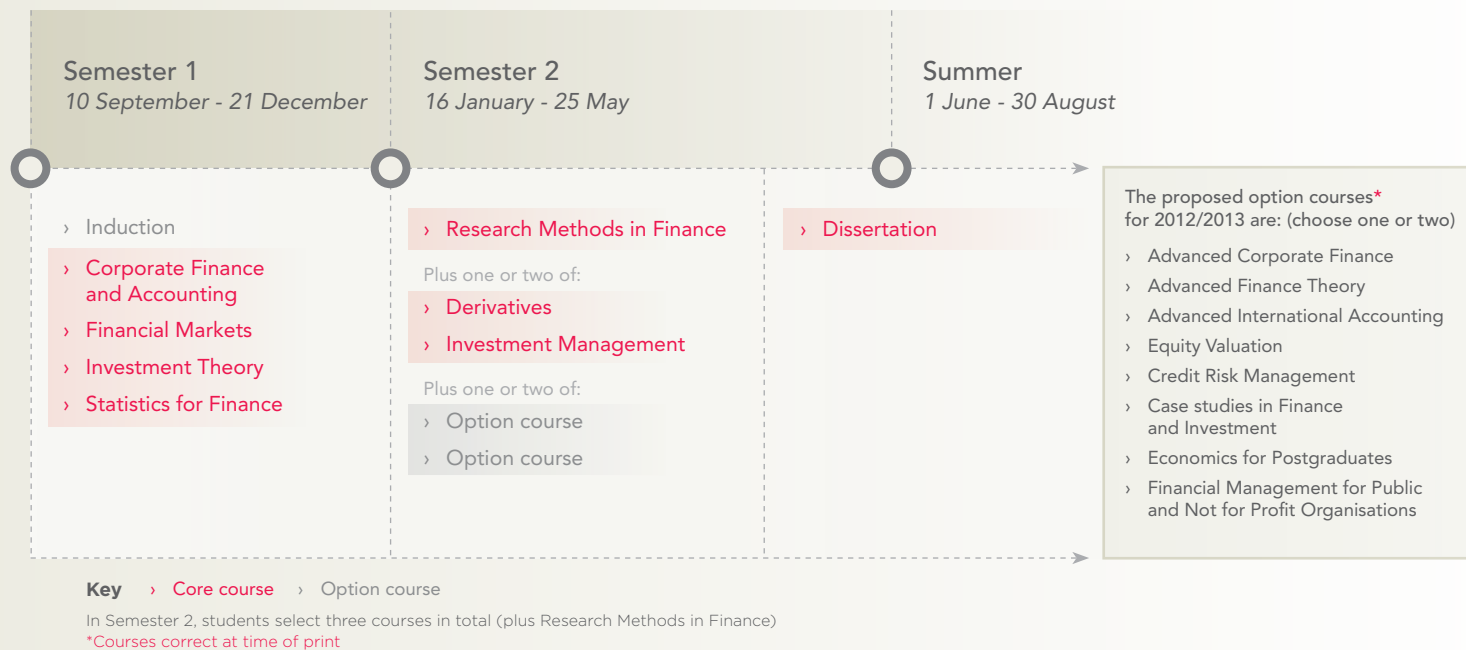 Semester 1
10 September - 21 December
Semester 2
16 January - 25 May
Summer
1 June - 30 August
› Induction
› Corporate Finance
and Accounting
› Financial Markets
› Investment Theory
› Statistics for Finance
› Research Methods in Finance
Plus one or two of:
› Derivatives
› Investment Management
Plus one or two of:
› Option course
› Option course
› Dissertation
The proposed option courses*
for 2012/2013 are: (choose one or two)
› Advanced Corporate Finance
› Advanced Finance Theory
› Advanced International Accounting
› Equity Valuation
› Credit Risk Management
› Case studies in Finance
and Investment
› Economics for Postgraduates
› Financial Management for Public
and Not for Profit Organisations
Key › Core course › Option course
In Semester 2, students select three courses in total (plus Research Methods in Finance)
*Courses correct at time of print